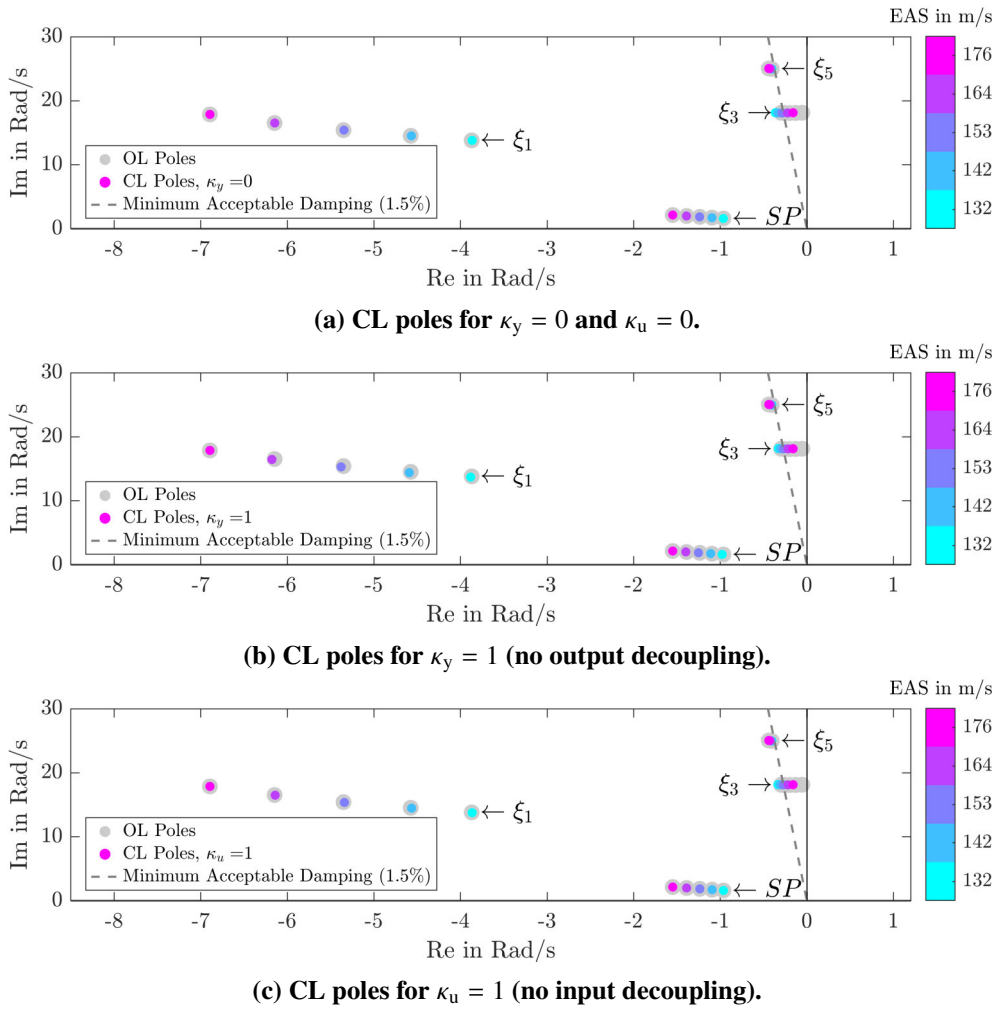 EAS in m/s
30
20
10
0
Im in Rad/s
ξ5
ξ3
ξ1
SP
OL Poles
CL Poles, κy =0
Minimum Acceptable Damping (1.5%)
176
164
153
142
132
-8 -7 -6 -5 -4 -3 -2 -1 0 1
Re in Rad/s
(a) CL poles for κy = 0 and κu = 0.
EAS in m/s
30
20
10
0
Im in Rad/s
ξ5
ξ3
ξ1
SP
OL Poles
CL Poles, κy =1
Minimum Acceptable Damping (1.5%)
176
164
153
142
132
-8 -7 -6 -5 -4 -3 -2 -1 0 1
Re in Rad/s
(b) CL poles for κy = 1 (no output decoupling).
EAS in m/s
30
20
10
0
Im in Rad/s
ξ5
ξ3
ξ1
SP
OL Poles
CL Poles, κu =1
Minimum Acceptable Damping (1.5%)
176
164
153
142
132
-8 -7 -6 -5 -4 -3 -2 -1 0 1
Re in Rad/s
(c) CL poles for κu = 1 (no input decoupling).